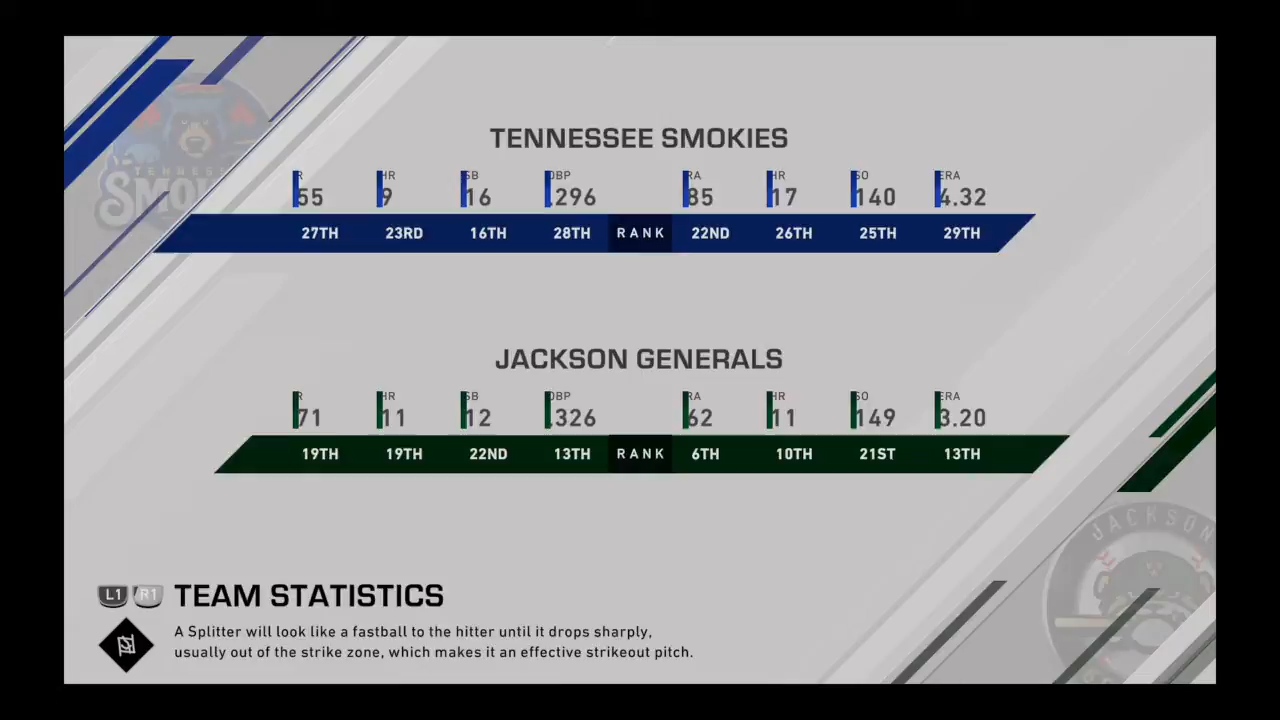 TENNESSEE
SMO
TENNESSEE SMOKIES
R HR SB OBP RA HR SO ERA
55 9 16 .296 85 17 140 4.32
27TH 23RD 16TH 28TH RANK 22ND 26TH 25TH 29TH
JACKSON GENERALS
R HR SB OBP RA HR SO ERA
71 11 12 .326 62 11 149 3.20
19TH 19TH 22ND 13TH RANK 6TH 10TH 21ST 13TH
JACKSON
L1 R1 TEAM STATISTICS
A Splitter will look like a fastball to the hitter until it drops sharply,
usually out of the strike zone, which makes it an effective strikeout pitch.